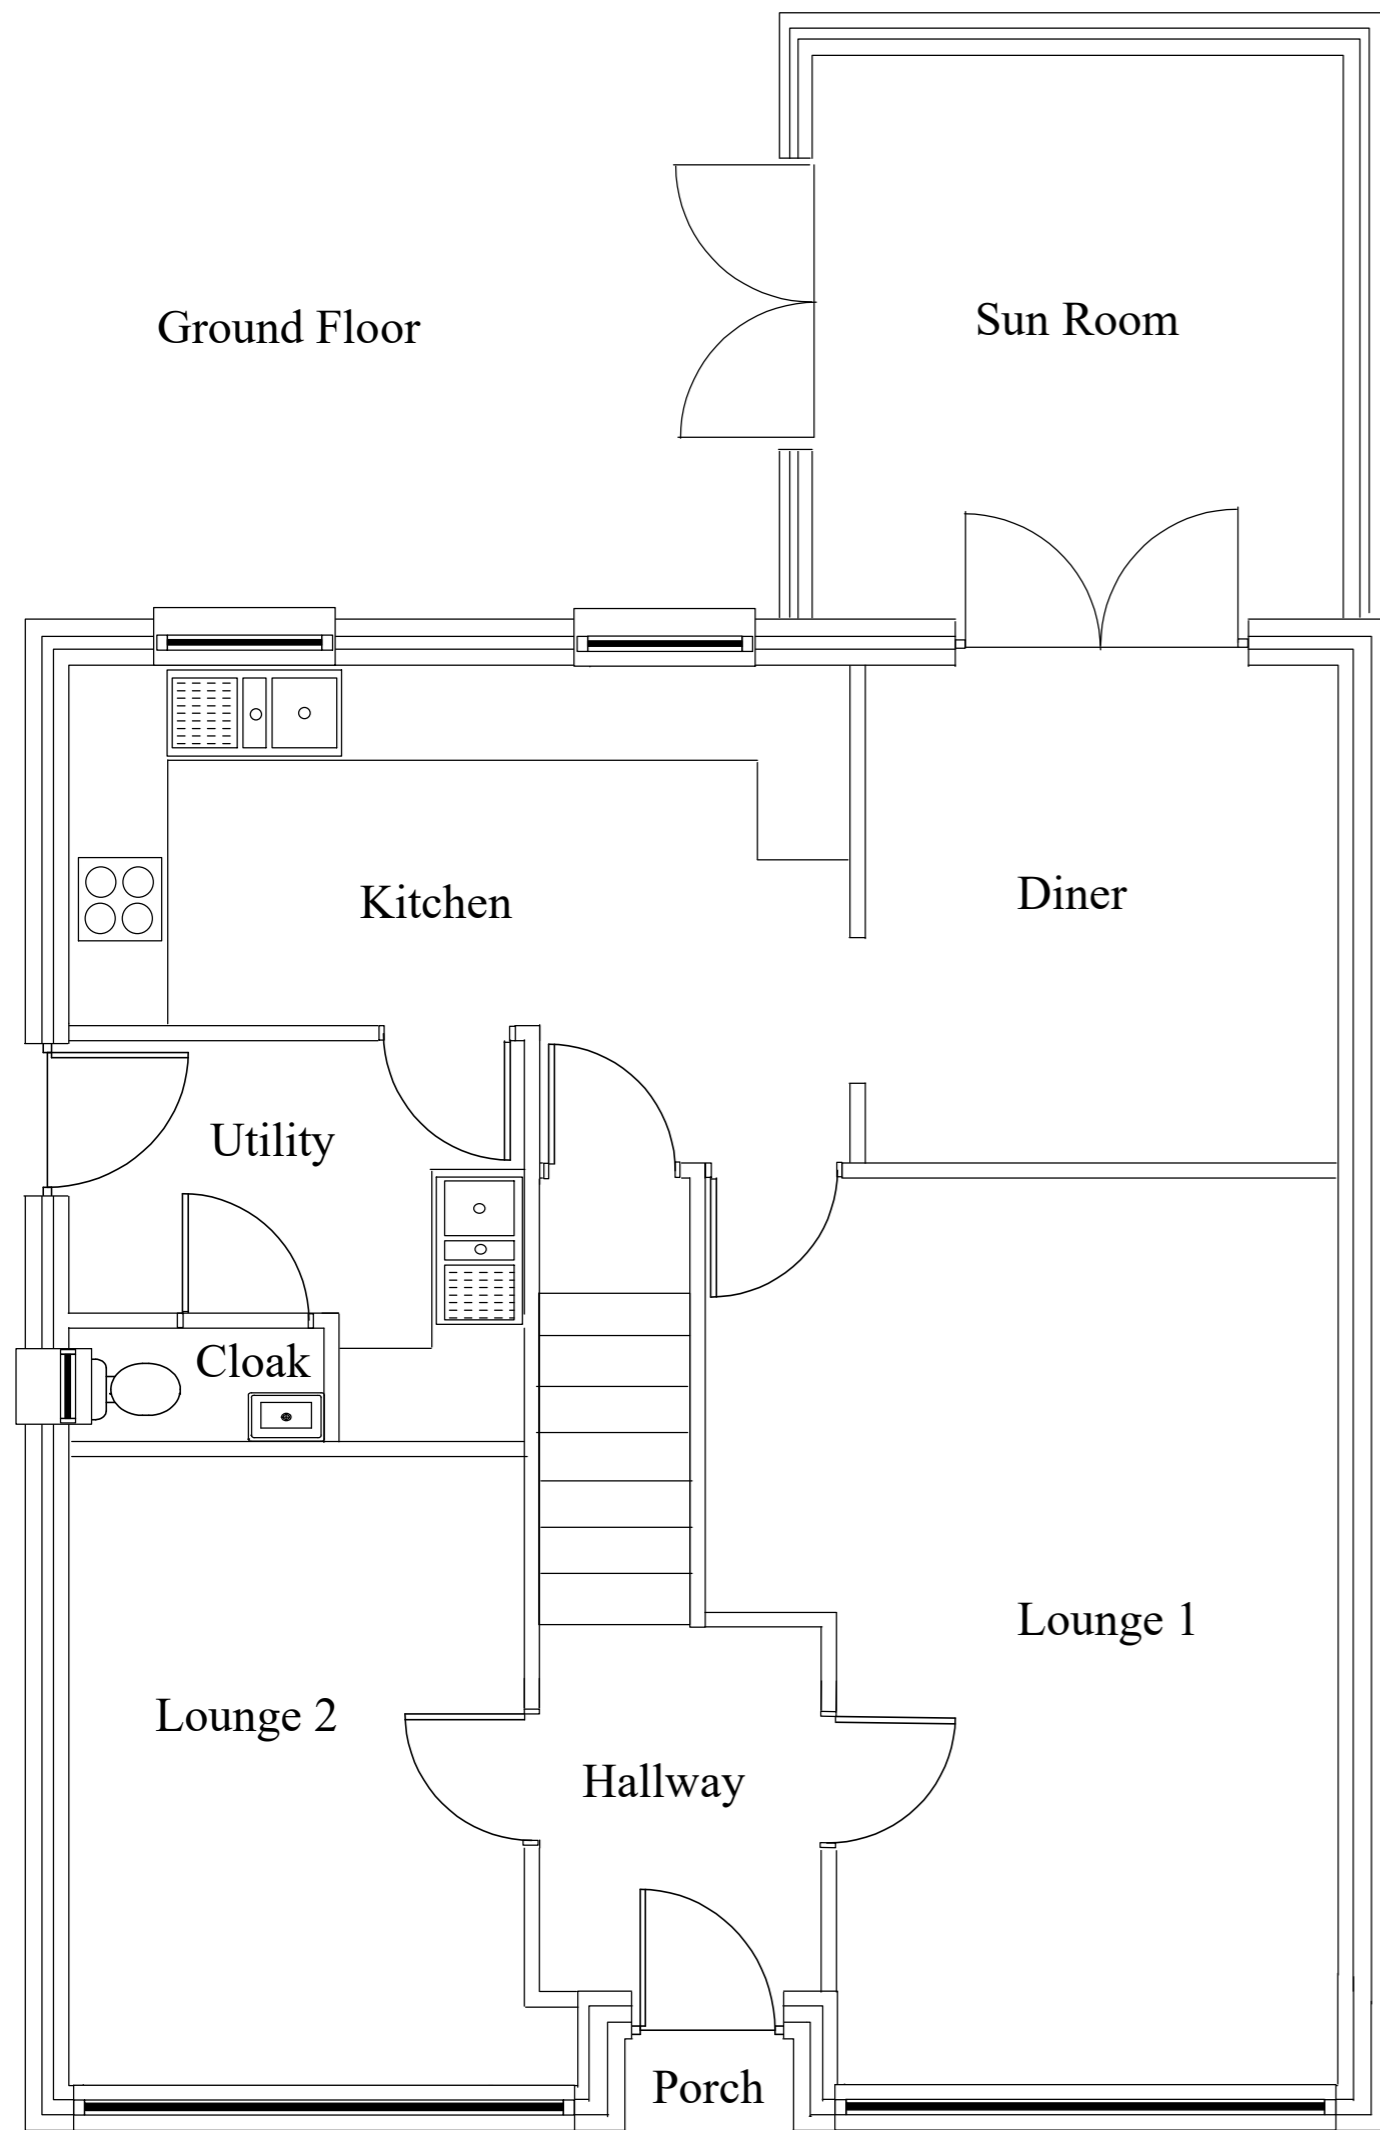 Ground Floor
Sun Room
Kitchen
Diner
Utility
Cloak
Lounge 1
Lounge 2
Hallway
Porch